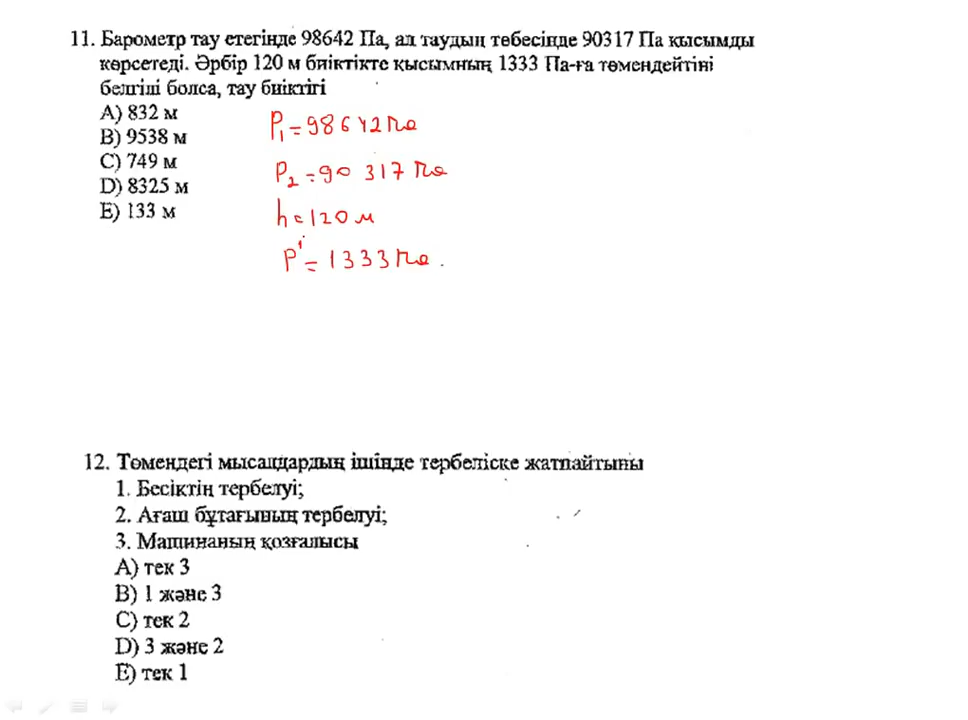 11. Барометр тау етегінде 98642 Па, ал таудың төбесінде 90317 Па қысымды
көрсетеді. Әрбір 120 м биіктікте қысымның 1333 Па-ға төмендейтіні
белгілі болса, тау биіктігі
A) 832 м
B) 9538 м
C) 749 м
D) 8325 м
E) 133 м
P₁ = 98642 Па
P₂ = 90 317 Па
h = 120 м
P¹ = 1333 Па
12. Төмендегі мысалдардың ішінде тербеліске жатпайтыны
1. Бесіктің тербелуі;
2. Ағаш бұтағының тербелуі;
3. Машинаның қозғалысы
A) тек 3
B) 1 және 3
C) тек 2
D) 3 және 2
E) тек 1